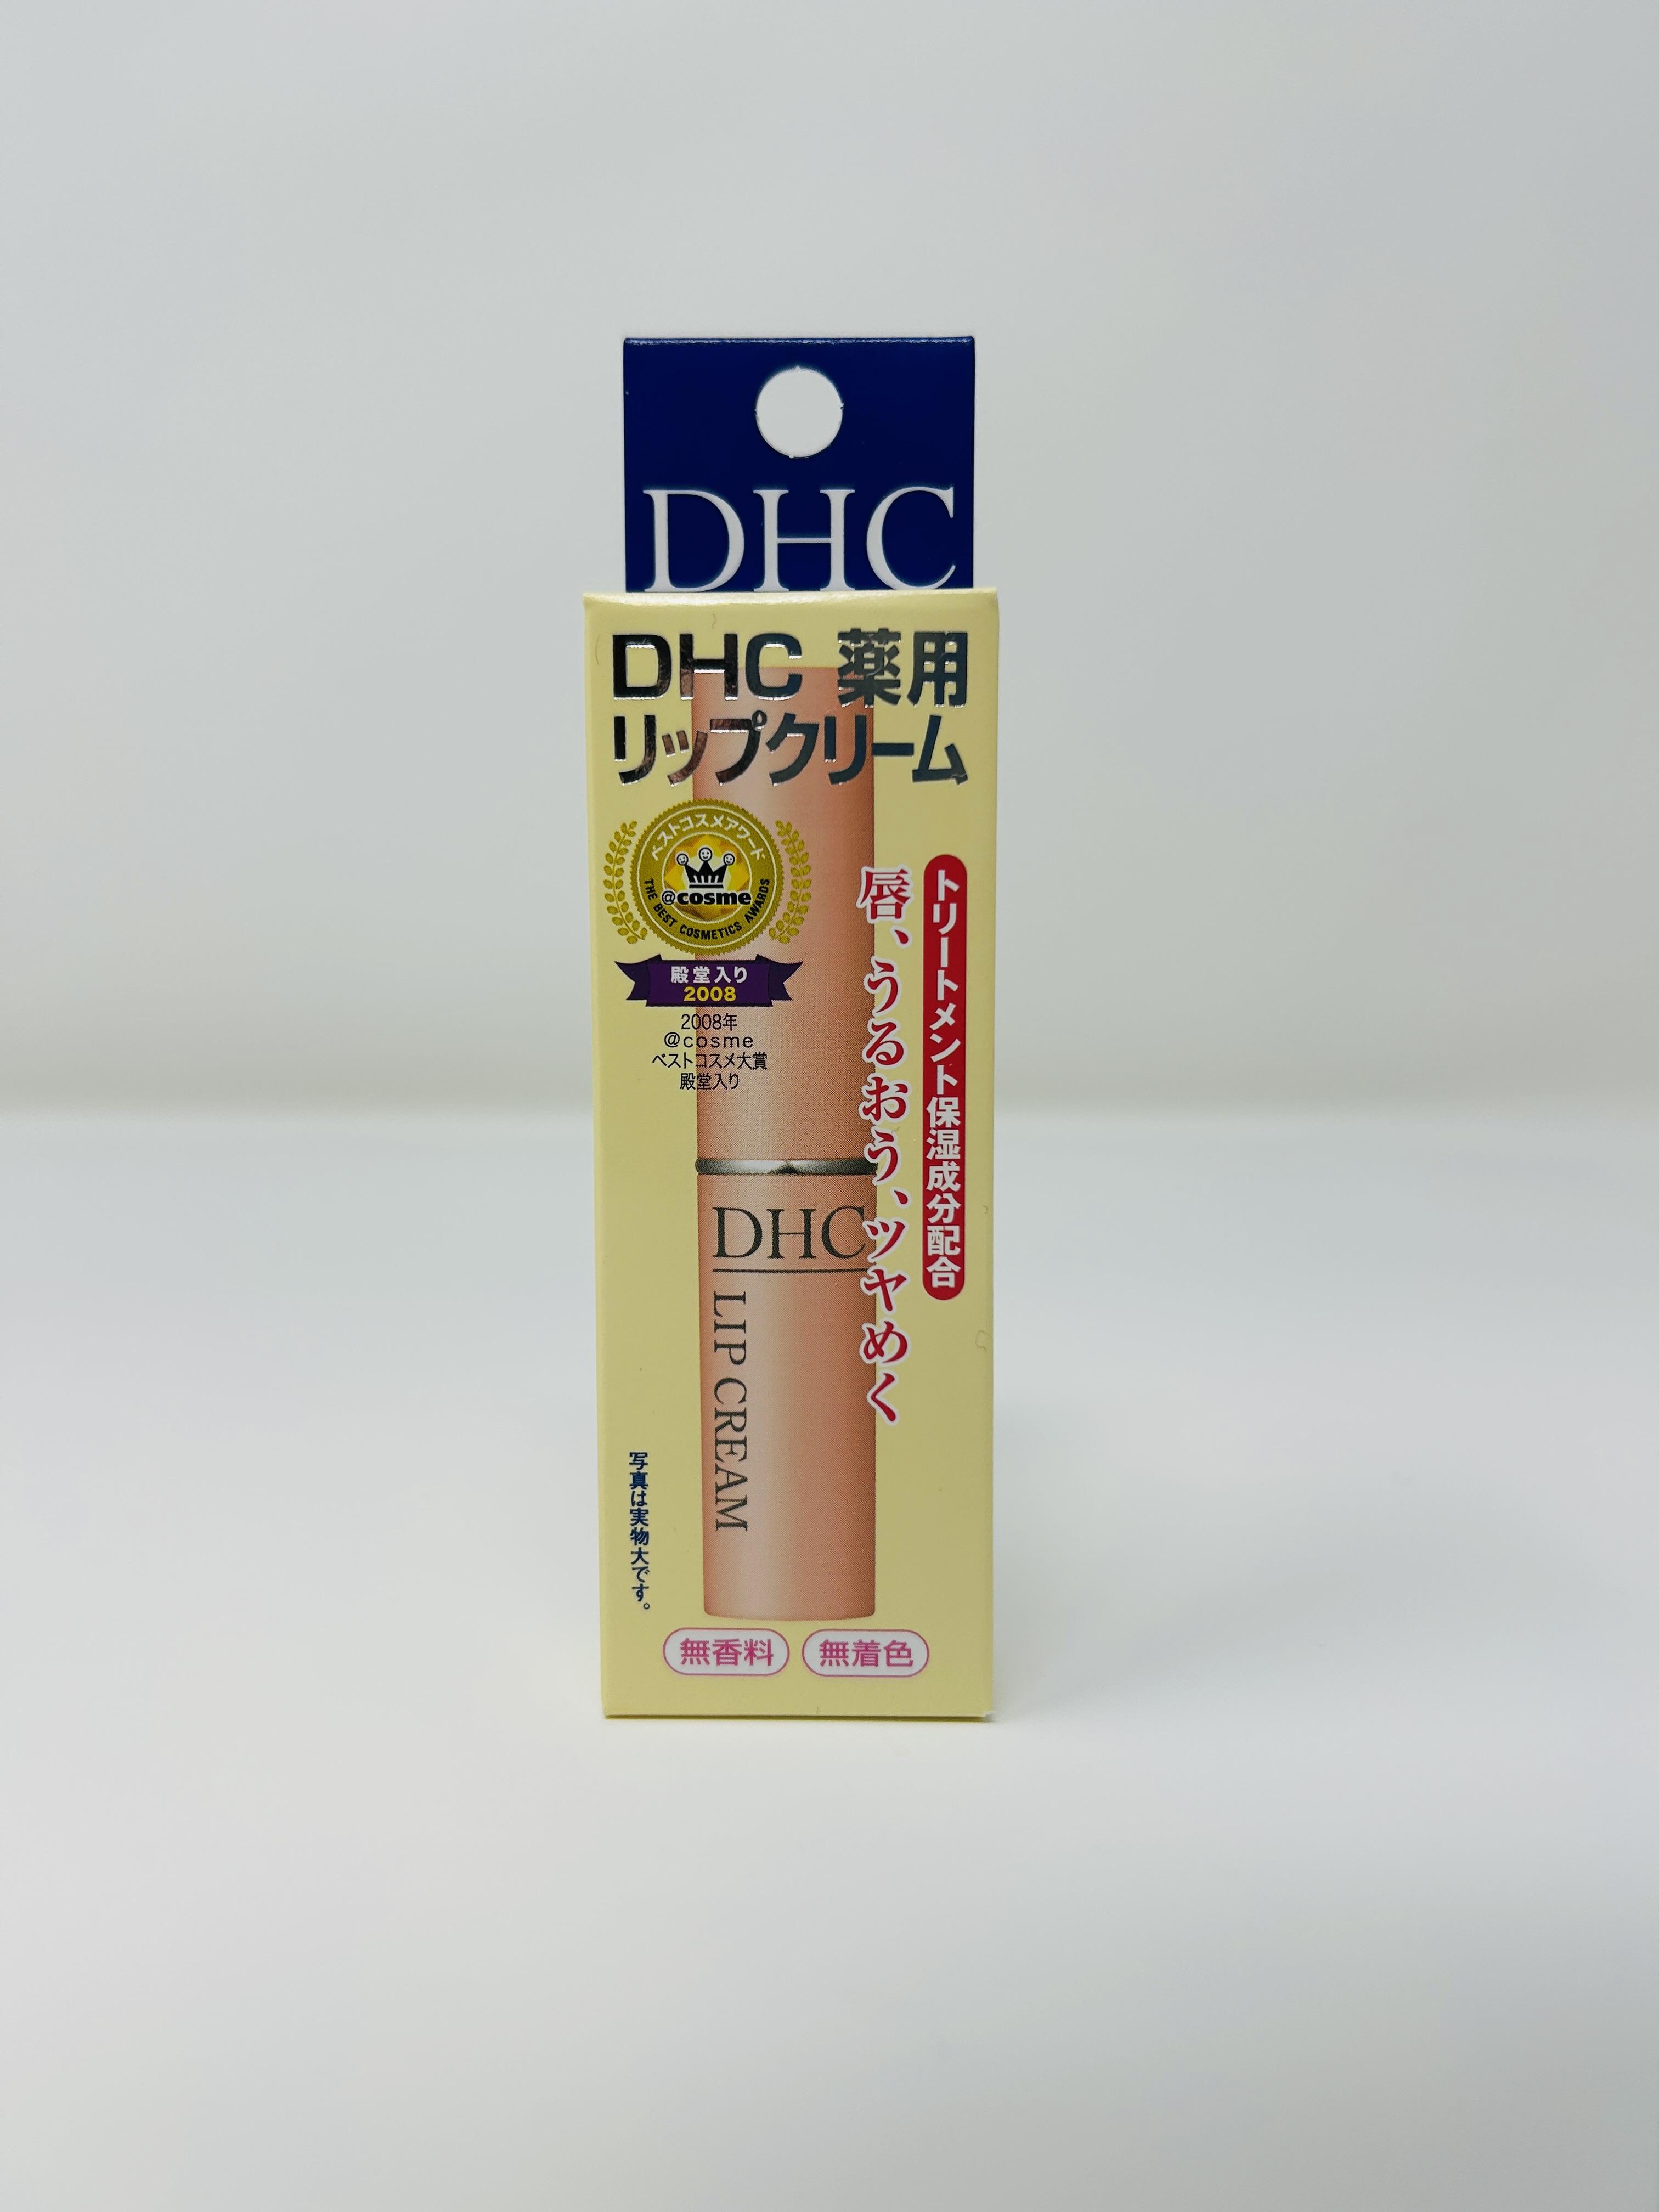 DHC
DHC 薬用
リップクリーム
ベストコスメアワード
@cosme
THE BEST COSMETICS AWARDS
殿堂入り
2008
2008年
@cosme
ベストコスメ大賞
殿堂入り
トリートメント保湿成分配合
唇、うるおう、ツヤめく
DHC
LIP CREAM
写真は実物大です。
無香料
無着色